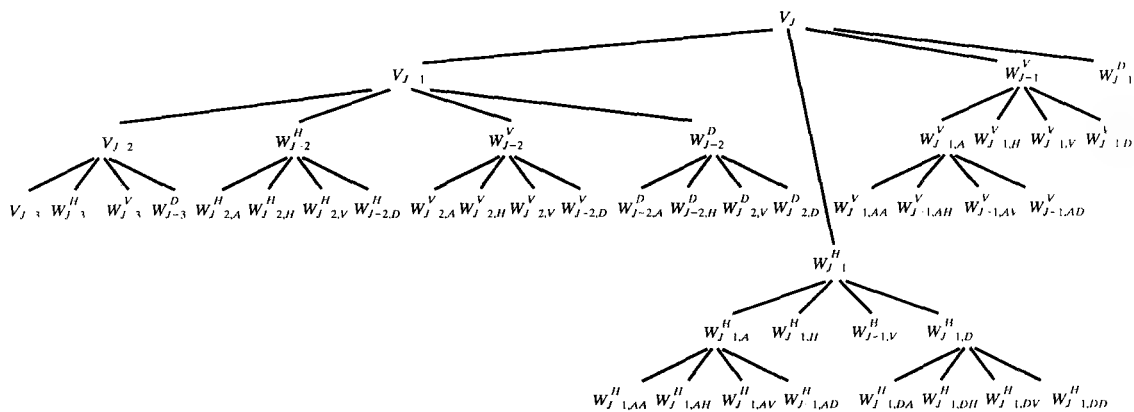 V_J
V_{J-1} W^V_{J-1} W^D_{J-1}
V_{J-2} W^H_{J-2} W^V_{J-2} W^D_{J-2} W^V_{J-1,A} W^V_{J-1,H} W^V_{J-1,V} W^V_{J-1,D}
V_{J-3} W^H_{J-3} W^V_{J-3} W^D_{J-3} W^H_{J-2,A} W^H_{J-2,H} W^H_{J-2,V} W^H_{J-2,D} W^V_{J-2,A} W^V_{J-2,H} W^V_{J-2,V} W^V_{J-2,D} W^D_{J-2,A} W^D_{J-2,H} W^D_{J-2,V} W^D_{J-2,D} W^V_{J-1,AA} W^V_{J-1,AH} W^V_{J-1,AV} W^V_{J-1,AD}
W^H_{J-1}
W^H_{J-1,A} W^H_{J-1,H} W^H_{J-1,V} W^H_{J-1,D}
W^H_{J-1,AA} W^H_{J-1,AH} W^H_{J-1,AV} W^H_{J-1,AD} W^H_{J-1,DA} W^H_{J-1,DH} W^H_{J-1,DV} W^H_{J-1,DD}